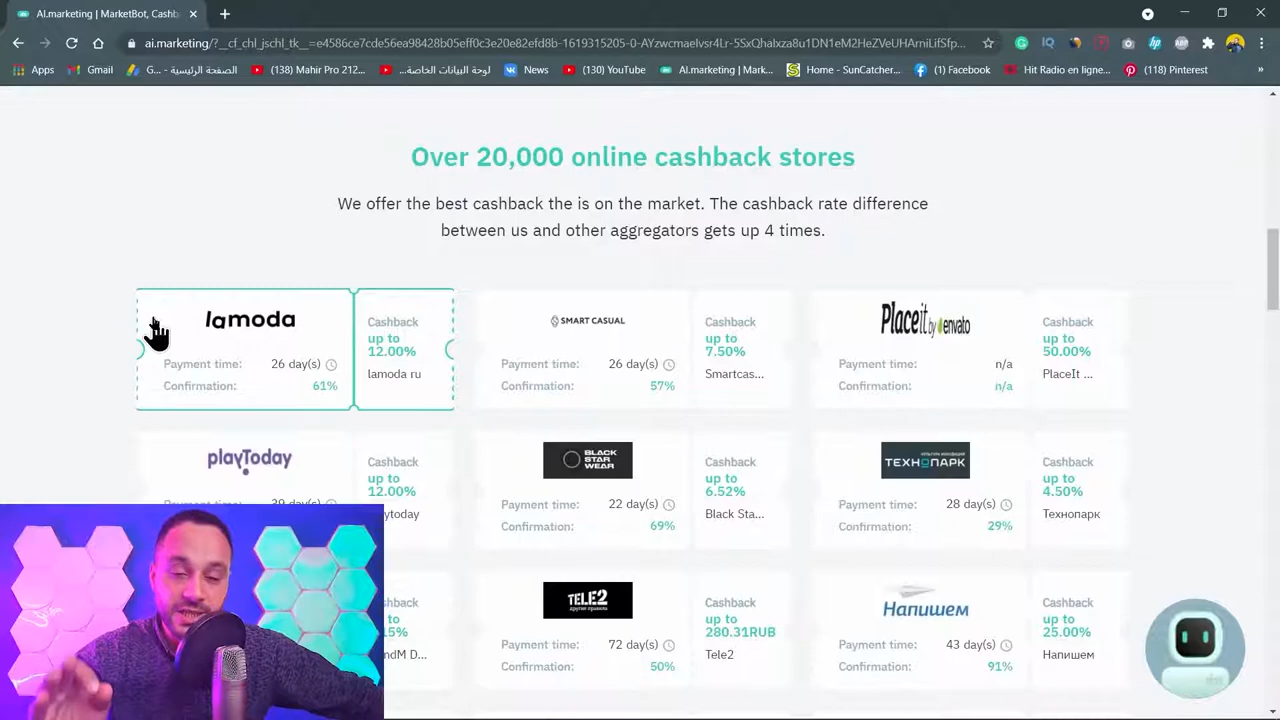 AI.marketing | MarketBot, Cashb
ai.marketing/?__cf_chl_jschl_tk__=e4586ce7cde56ea98428b05eff0c3e20e82efd8b-1619315205-0-
Apps
Gmail
G...
الصفحة الرئيسية - ...
(138) Mahir Pro 212...
لوحة البيانات الخاصة...
News
(130) YouTube
AI.marketing | Mark...
Home - SunCatcher...
(1) Facebook
Hit Radio en ligne...
(118) Pinterest
»
Over 20,000 online cashback stores
We offer the best cashback the is on the market. The cashback rate difference
between us and other aggregators gets up 4 times.
lamoda
Payment time: 26 day(s)
Confirmation: 61%
Cashback
up to
12.00%
lamoda ru
SMART CASUAL
Payment time: 26 day(s)
Confirmation: 57%
Cashback
up to
7.50%
Smartcas...
Placeit by envato
Payment time: n/a
Confirmation: n/a
Cashback
up to
50.00%
PlaceIt ...
playToday
Cashback
up to
12.00%
BLACK
STAR
WEAR
Payment time: 22 day(s)
Confirmation: 69%
Cashback
up to
6.52%
Black Sta...
ТЕХНОПАРК
Payment time: 28 day(s)
Confirmation: 29%
Cashback
up to
4.50%
Технопарк
TELE2
другие правила
Payment time: 72 day(s)
Confirmation: 50%
Cashback
up to
280.31RUB
Tele2
Напишем
Payment time: 43 day(s)
Confirmation: 91%
Cashback
up to
25.00%
Напишем